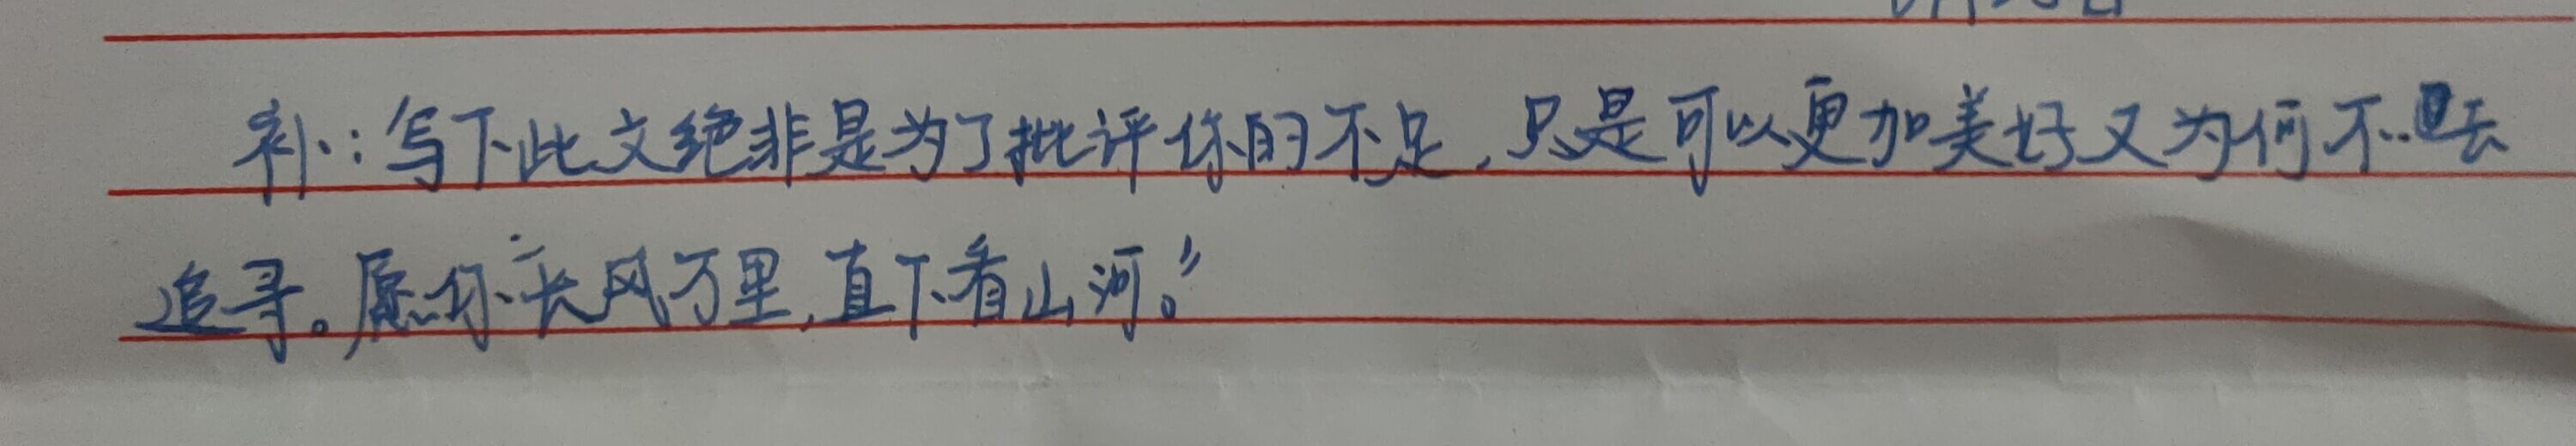 补：写下此文绝非是为了批评你的不足，只是可以更加美好又为何不去
追寻。愿你“长风万里，直下看山河。”